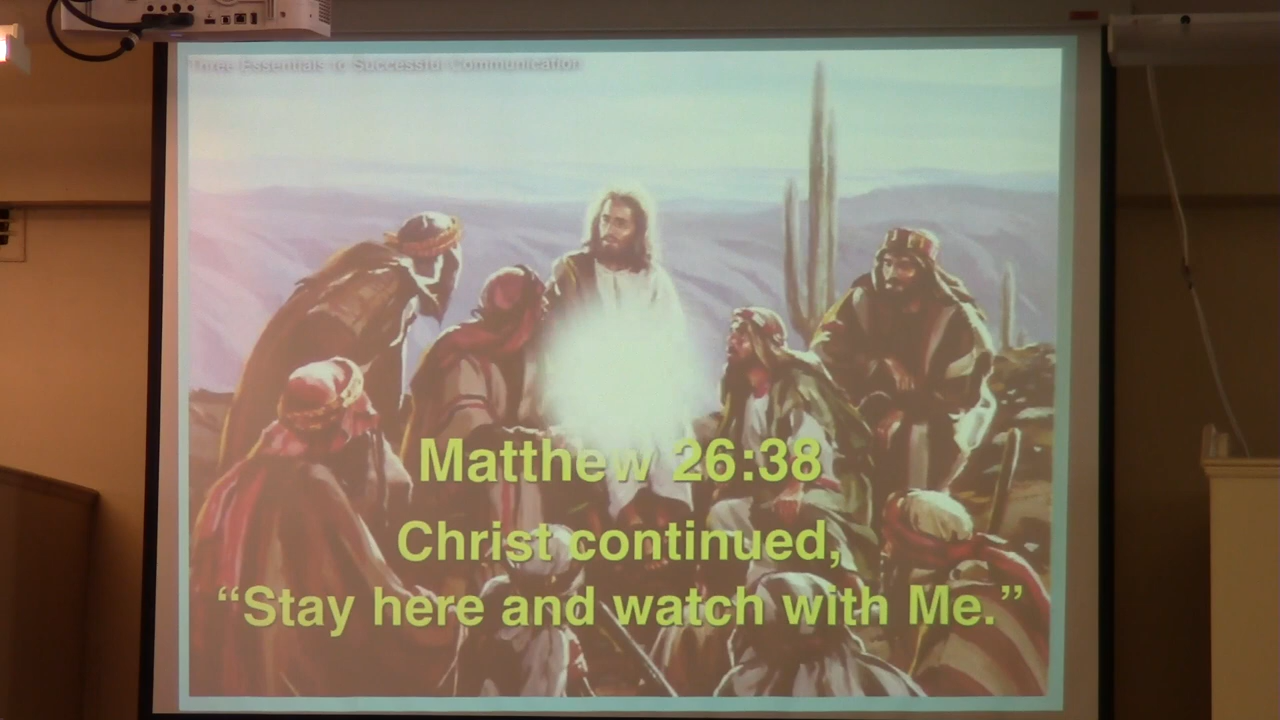 Three Essentials to Successful Communication
Matthew 26:38
Christ continued,
“Stay here and watch with Me.”